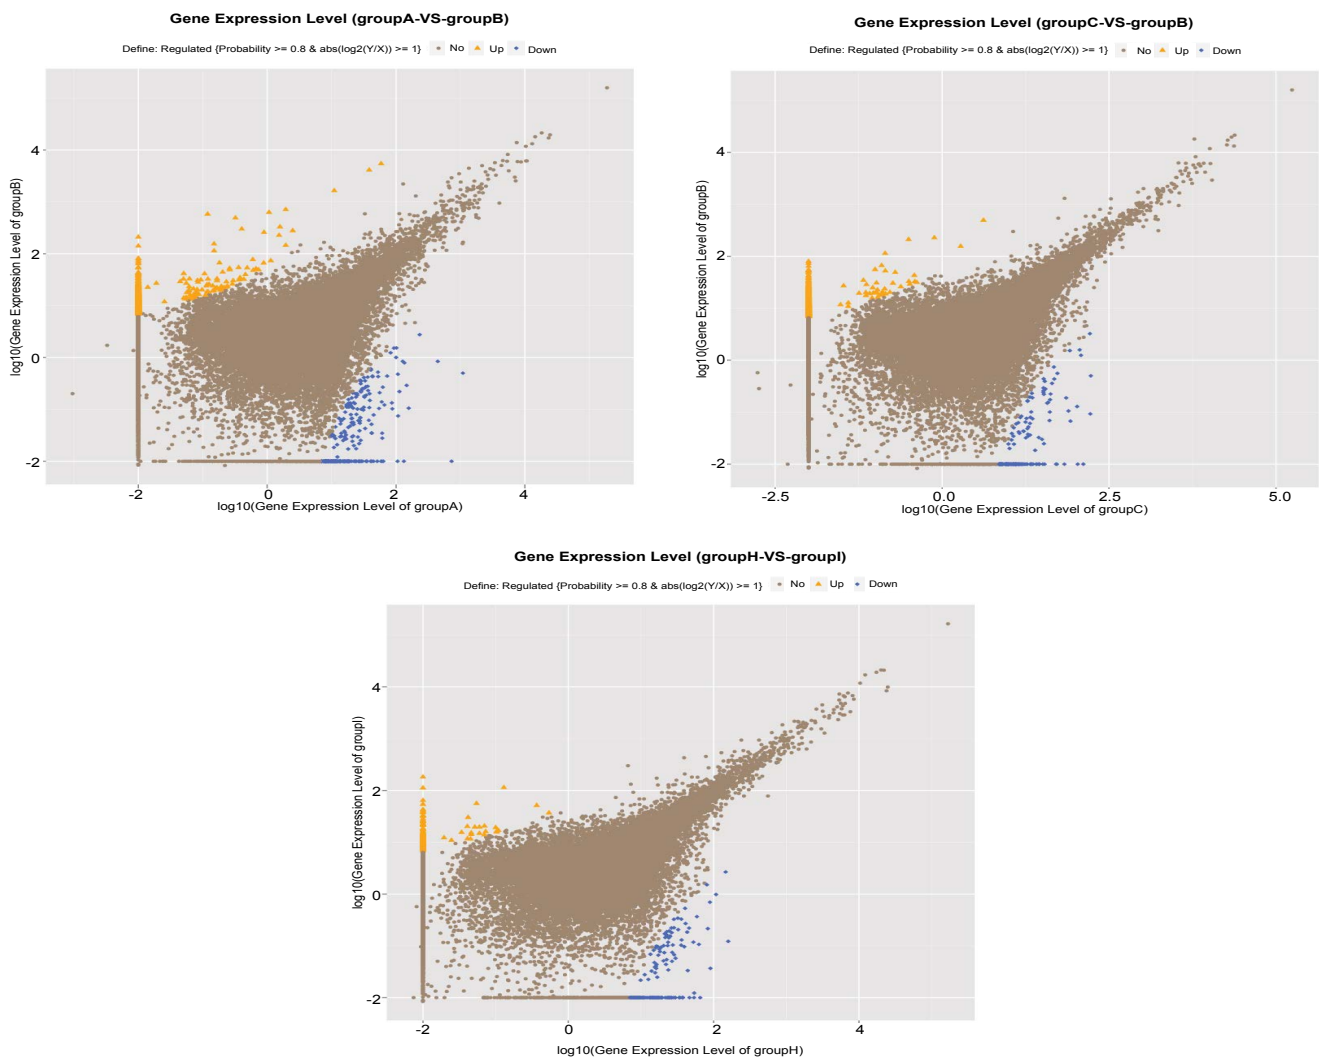 Gene Expression Level (groupA-VS-groupB)
Define: Regulated {Probability >= 0.8 & abs(log2(Y/X)) >= 1} No Up Down
log10(Gene Expression Level of groupB)
4
2
0
-2
-2 0 2 4
log10(Gene Expression Level of groupA)
Gene Expression Level (groupC-VS-groupB)
Define: Regulated {Probability >= 0.8 & abs(log2(Y/X)) >= 1} No Up Down
log10(Gene Expression Level of groupB)
4
2
0
-2
-2.5 0.0 2.5 5.0
log10(Gene Expression Level of groupC)
Gene Expression Level (groupH-VS-groupI)
Define: Regulated {Probability >= 0.8 & abs(log2(Y/X)) >= 1} No Up Down
log10(Gene Expression Level of groupI)
4
2
0
-2
-2 0 2 4
log10(Gene Expression Level of groupH)